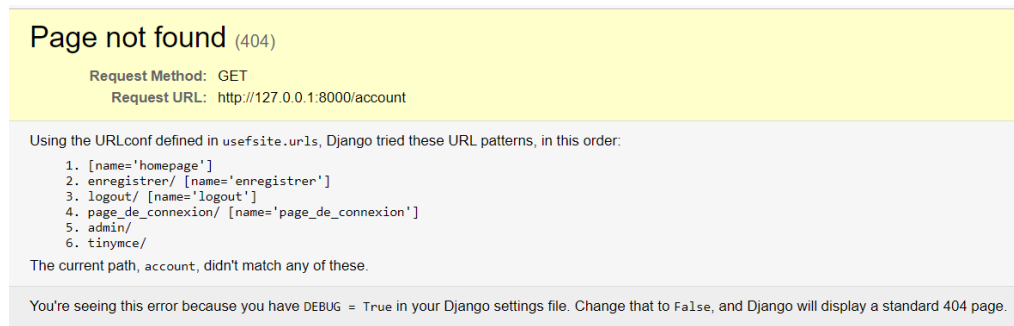 Page not found (404)
Request Method: GET
Request URL: http://127.0.0.1:8000/account
Using the URLconf defined in usefsite.urls, Django tried these URL patterns, in this order:
1. [name='homepage']
2. enregistrer/ [name='enregistrer']
3. logout/ [name='logout']
4. page_de_connexion/ [name='page_de_connexion']
5. admin/
6. tinymce/
The current path, account, didn't match any of these.
You're seeing this error because you have DEBUG = True in your Django settings file. Change that to False, and Django will display a standard 404 page.